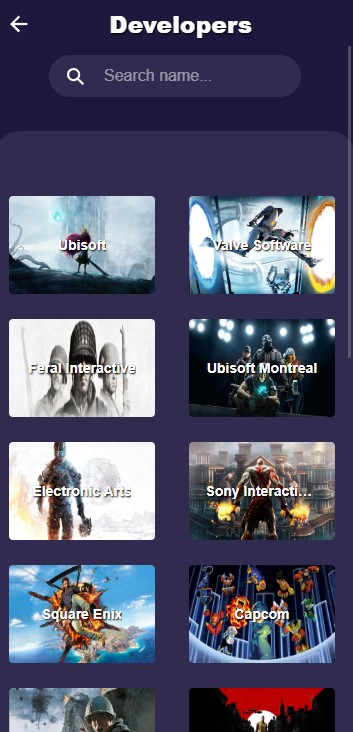 Developers
Search name...
Ubisoft
Valve Software
Feral Interactive
Ubisoft Montreal
Electronic Arts
Sony Interacti...
Square Enix
Capcom